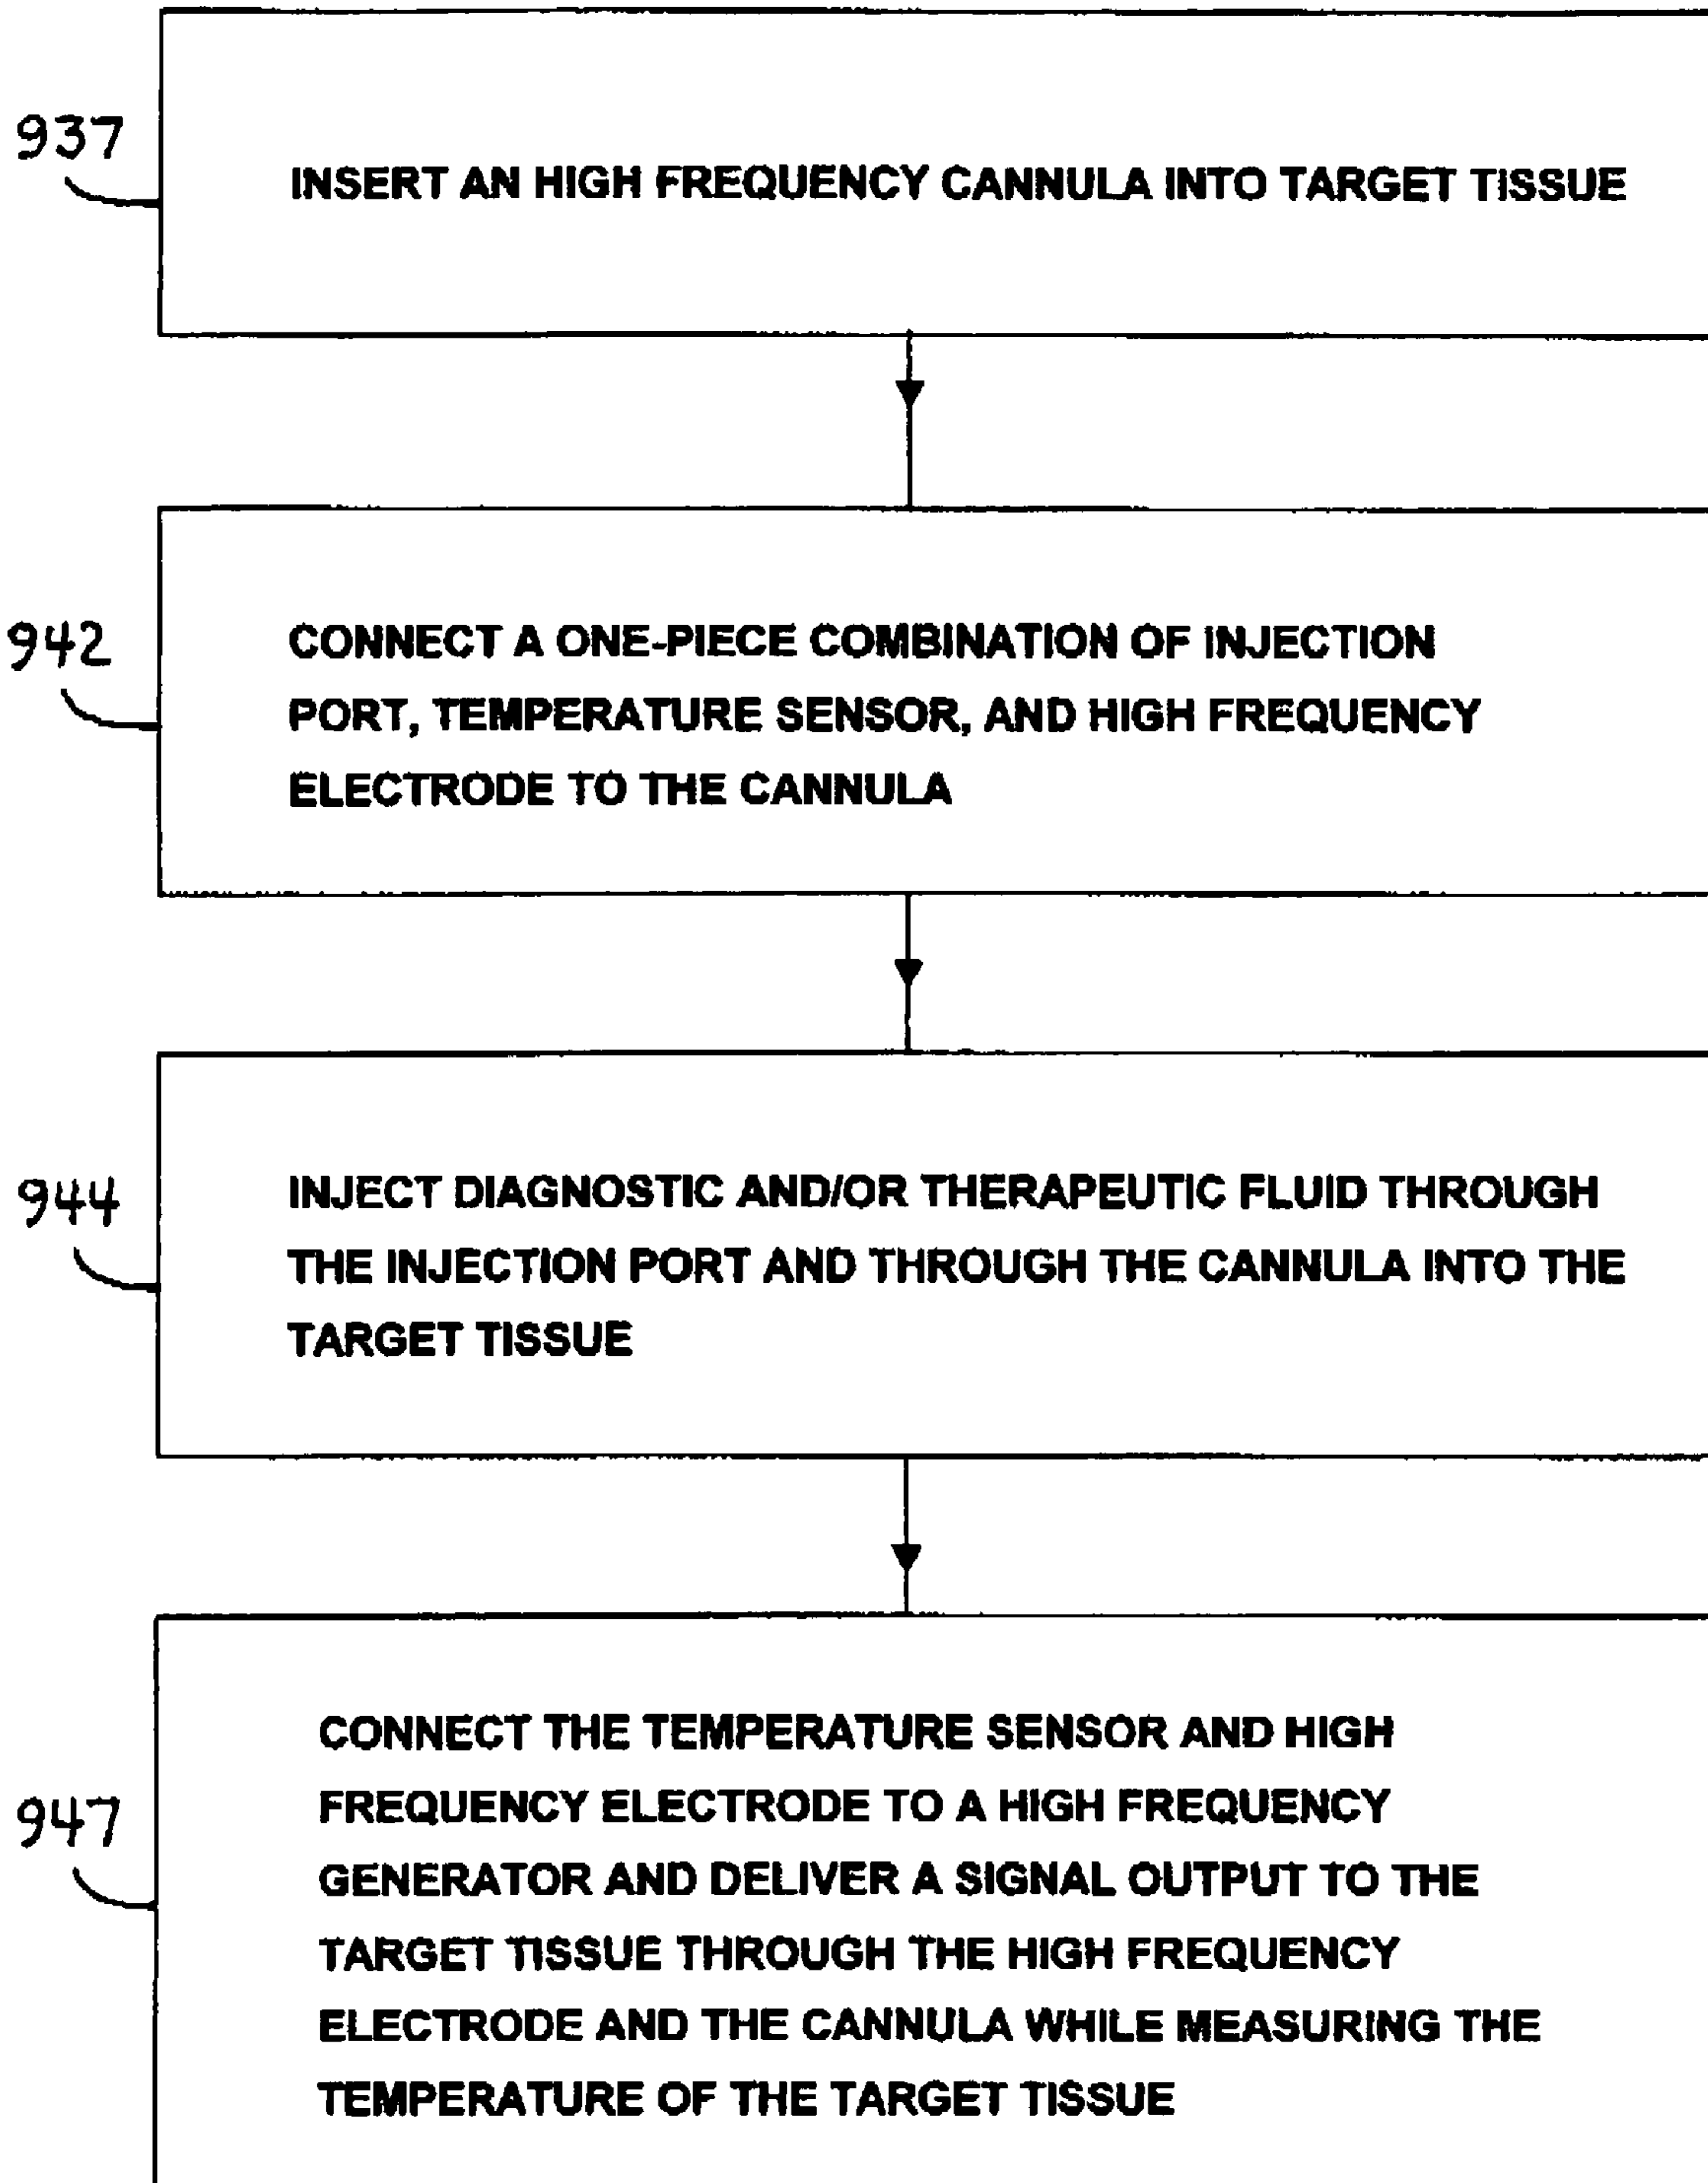 937
INSERT AN HIGH FREQUENCY CANNULA INTO TARGET TISSUE
942
CONNECT A ONE-PIECE COMBINATION OF INJECTION
PORT, TEMPERATURE SENSOR, AND HIGH FREQUENCY
ELECTRODE TO THE CANNULA
944
INJECT DIAGNOSTIC AND/OR THERAPEUTIC FLUID THROUGH
THE INJECTION PORT AND THROUGH THE CANNULA INTO THE
TARGET TISSUE
947
CONNECT THE TEMPERATURE SENSOR AND HIGH
FREQUENCY ELECTRODE TO A HIGH FREQUENCY
GENERATOR AND DELIVER A SIGNAL OUTPUT TO THE
TARGET TISSUE THROUGH THE HIGH FREQUENCY
ELECTRODE AND THE CANNULA WHILE MEASURING THE
TEMPERATURE OF THE TARGET TISSUE